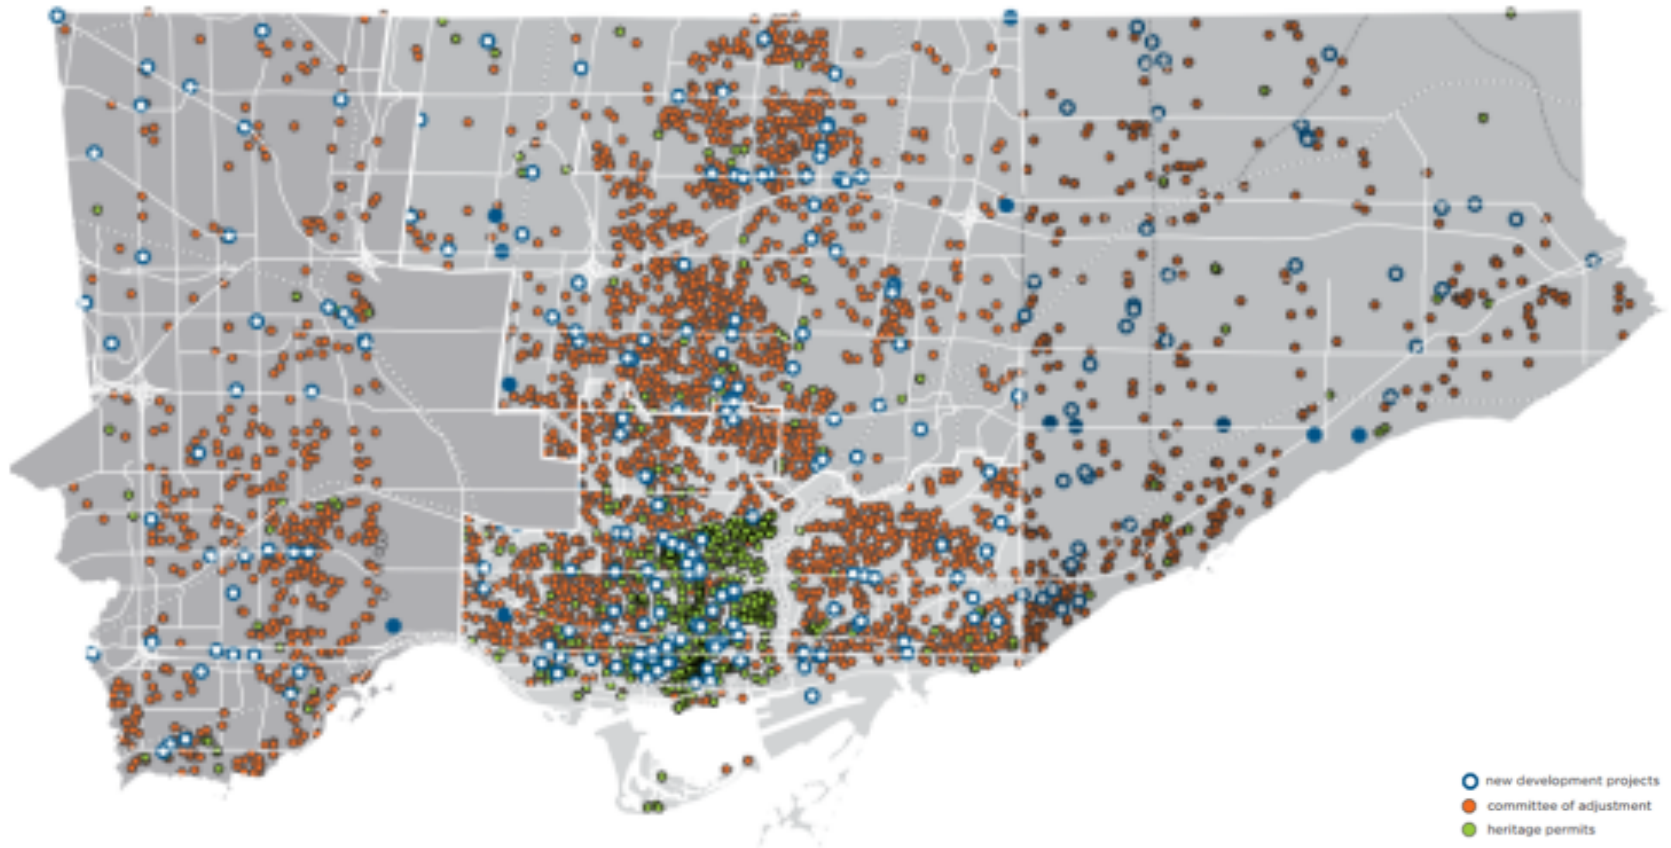 new development projects
committee of adjustment
heritage permits